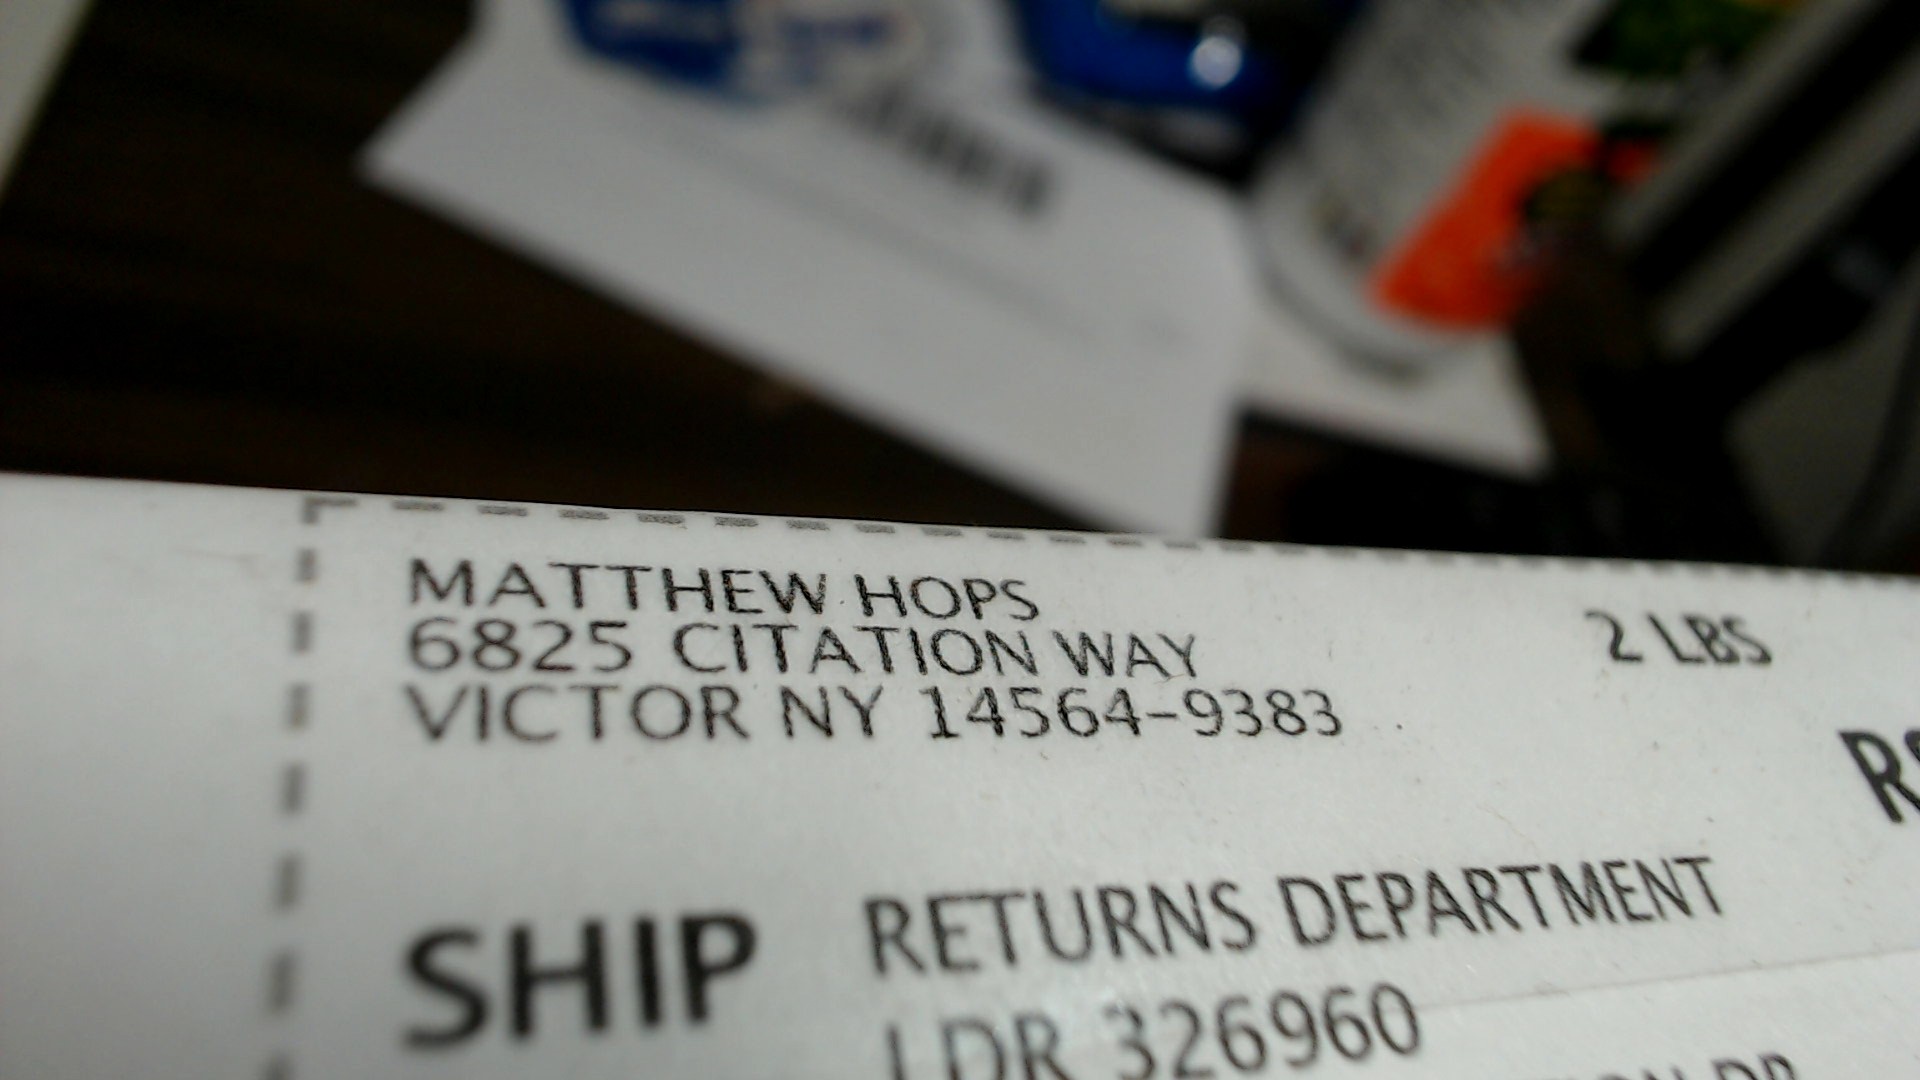 MATTHEW HOPS
6825 CITATION WAY
VICTOR NY 14564-9383
2 LBS
SHIP
RETURNS DEPARTMENT
LDR 326960